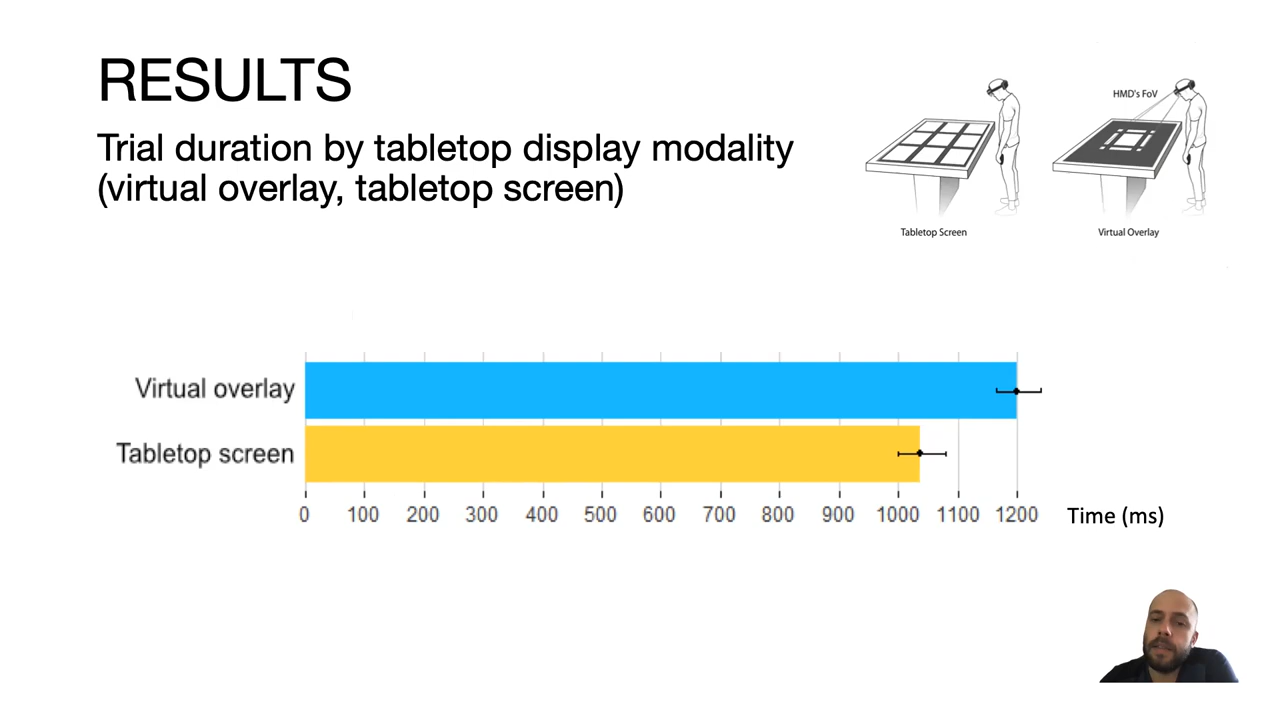 RESULTS
Trial duration by tabletop display modality
(virtual overlay, tabletop screen)
HMD's FoV
Tabletop Screen
Virtual Overlay
Virtual overlay
Tabletop screen
0 100 200 300 400 500 600 700 800 900 1000 1100 1200 Time (ms)